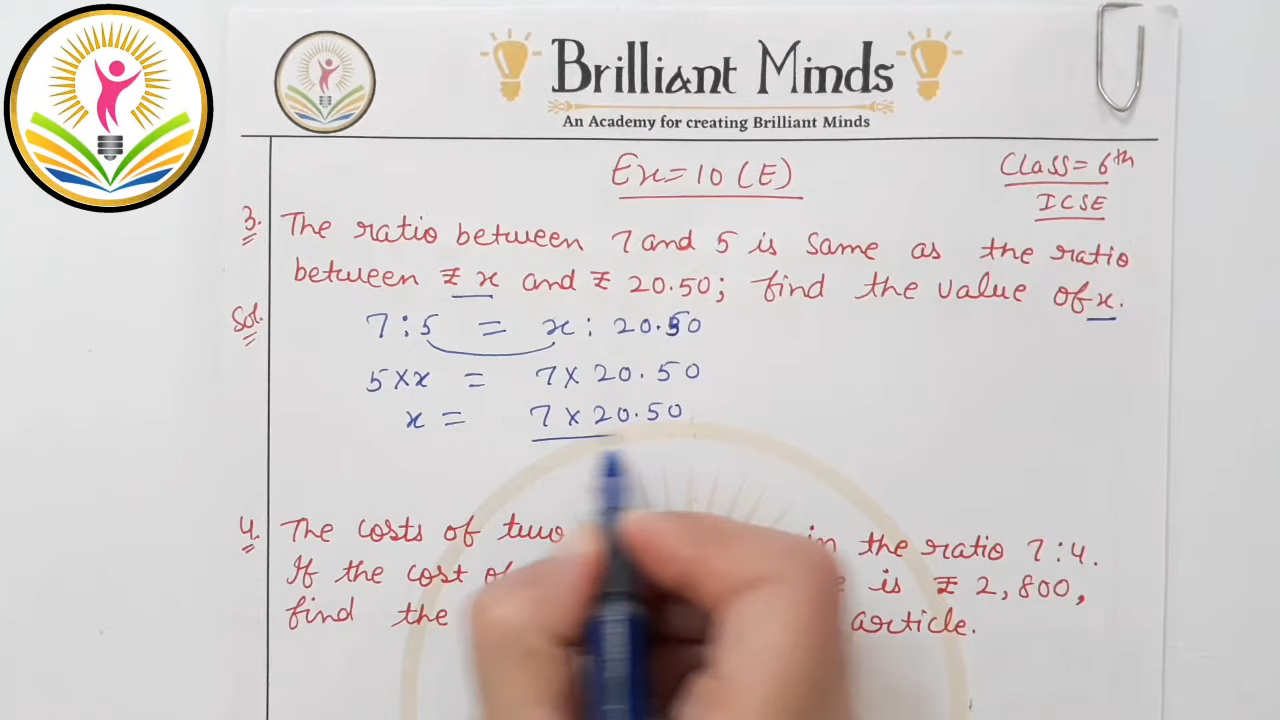 Brilliant Minds
An Academy for creating Brilliant Minds
Ex=10 (E)
Class=6th
ICSE
3. The ratio between 7 and 5 is same as the ratio
between ₹ x and ₹ 20.50; find the value of x.
Sol. 7:5 = x: 20.50
5×x = 7×20.50
x = 7×20.50
4. The costs of two in the ratio 7:4.
If the cost of is ₹ 2,800,
find the article.